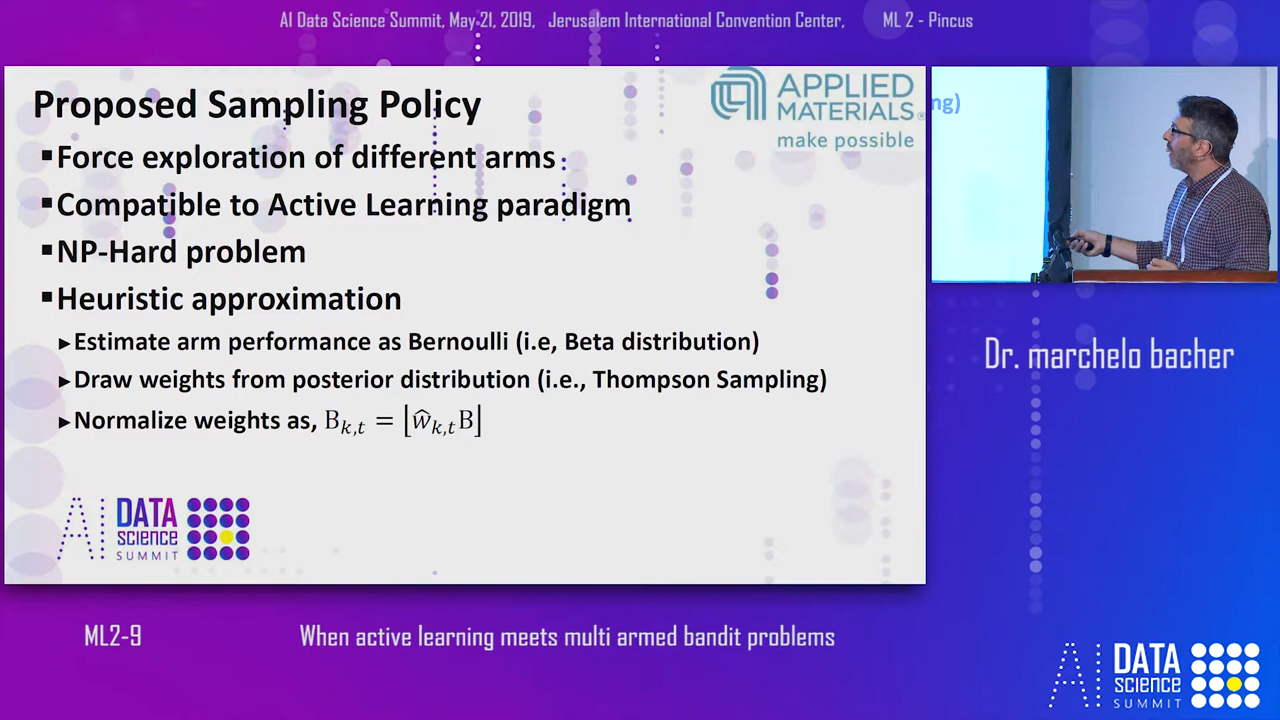 AI Data Science Summit, May 21, 2019, Jerusalem International Convention Center, ML 2 - Pincus
Proposed Sampling Policy
APPLIED
MATERIALS®
make possible
▪Force exploration of different arms
▪Compatible to Active Learning paradigm
▪NP-Hard problem
▪Heuristic approximation
▸Estimate arm performance as Bernoulli (i.e, Beta distribution)
▸Draw weights from posterior distribution (i.e., Thompson Sampling)
▸Normalize weights as, B_{k,t} = ⌊ŵ_{k,t}B⌋
AI DATA
SCIENCE
SUMMIT
ng)
Dr. marchelo bacher
ML2-9
When active learning meets multi armed bandit problems
AI DATA
SCIENCE
SUMMIT